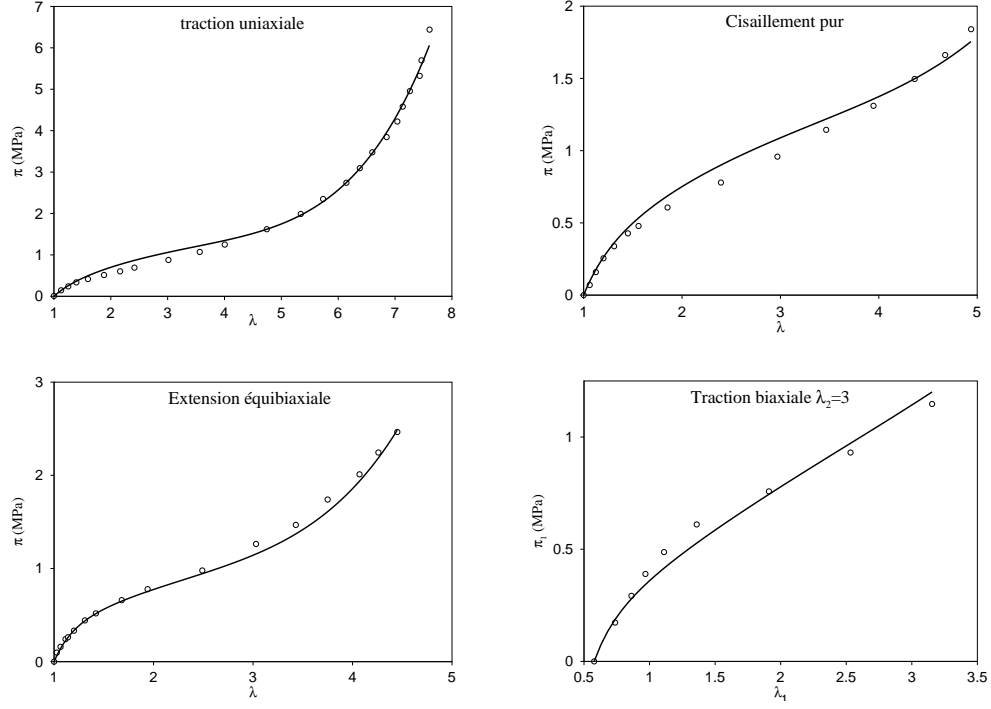 traction uniaxiale
π (MPa)
7
6
5
4
3
2
1
0
1 2 3 4 5 6 7 8
λ
Cisaillement pur
π (MPa)
2
1.5
1
0.5
0
1 2 3 4 5
λ
Extension équibiaxiale
π (MPa)
3
2
1
0
1 2 3 4 5
λ
Traction biaxiale λ₂=3
π₁ (MPa)
1
0.5
0
0.5 1 1.5 2 2.5 3 3.5
λ₁